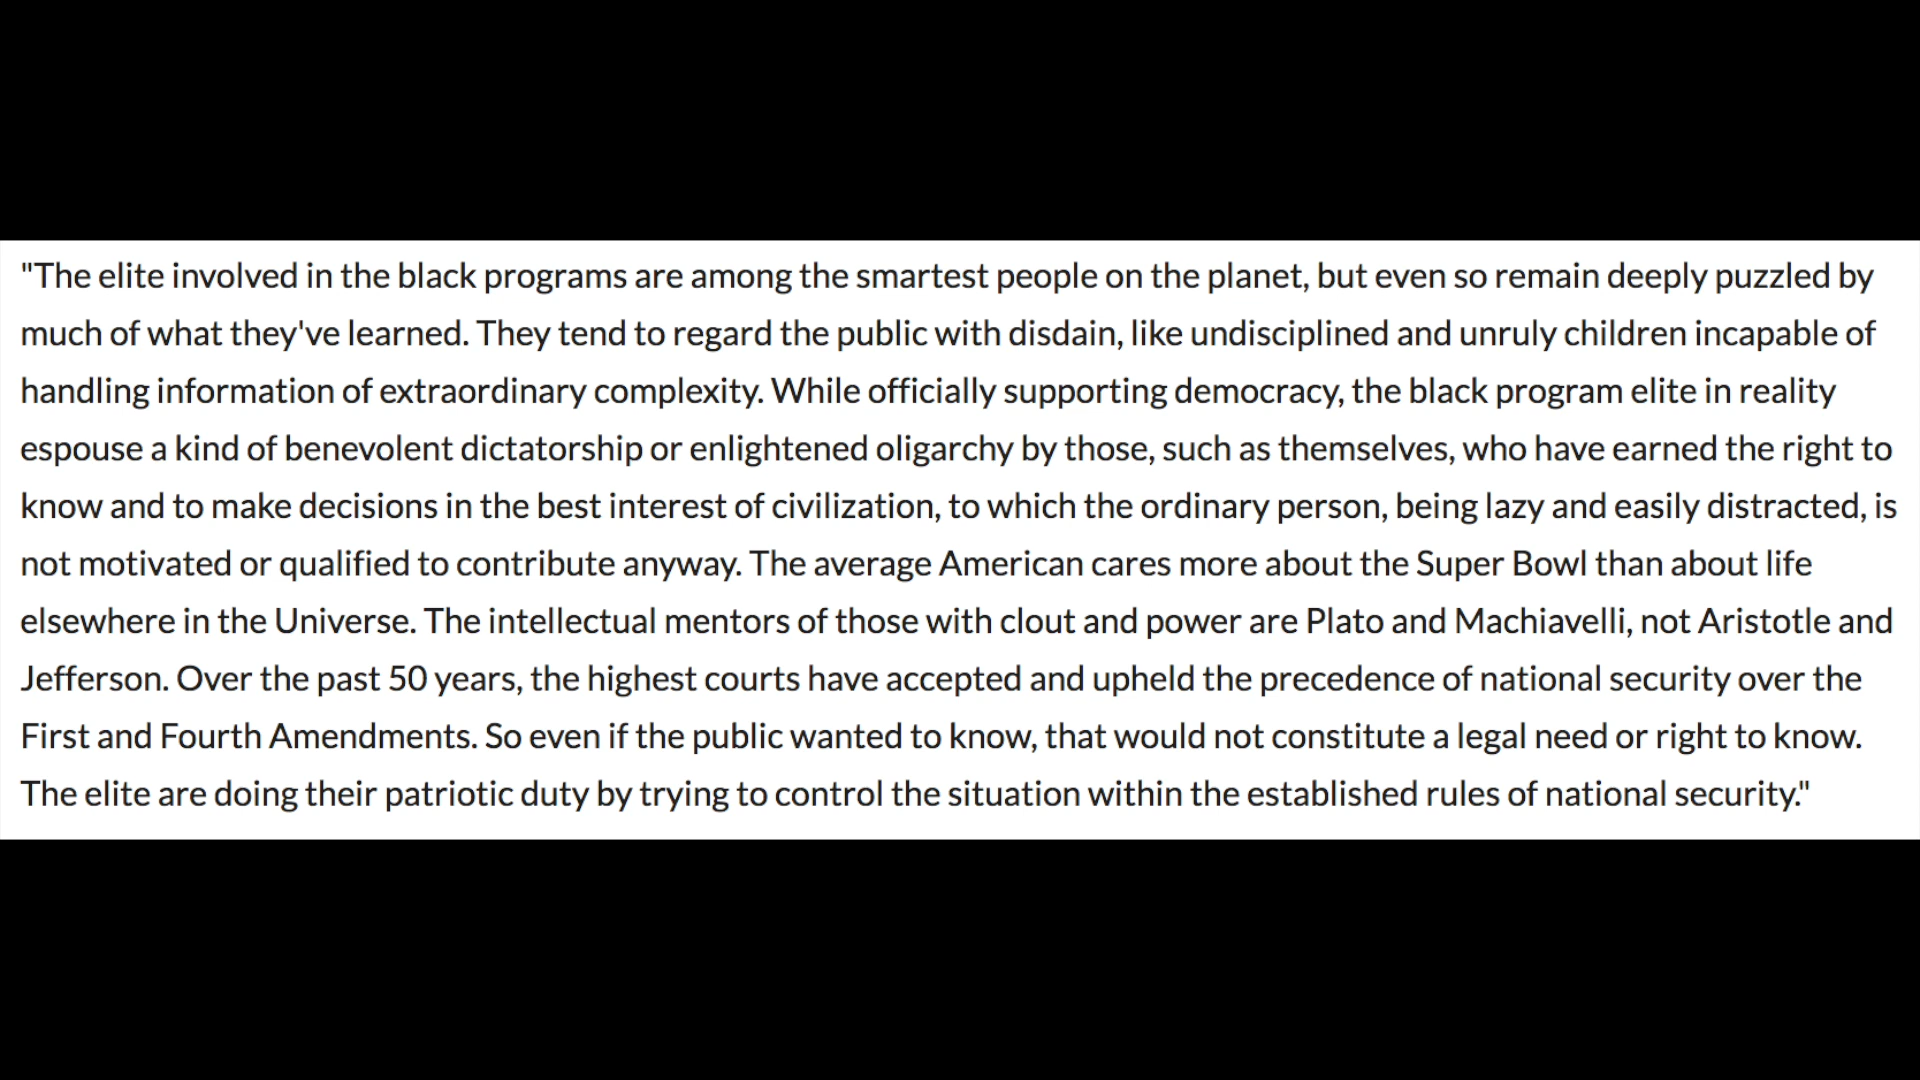 "The elite involved in the black programs are among the smartest people on the planet, but even so remain deeply puzzled by
much of what they've learned. They tend to regard the public with disdain, like undisciplined and unruly children incapable of
handling information of extraordinary complexity. While officially supporting democracy, the black program elite in reality
espouse a kind of benevolent dictatorship or enlightened oligarchy by those, such as themselves, who have earned the right to
know and to make decisions in the best interest of civilization, to which the ordinary person, being lazy and easily distracted, is
not motivated or qualified to contribute anyway. The average American cares more about the Super Bowl than about life
elsewhere in the Universe. The intellectual mentors of those with clout and power are Plato and Machiavelli, not Aristotle and
Jefferson. Over the past 50 years, the highest courts have accepted and upheld the precedence of national security over the
First and Fourth Amendments. So even if the public wanted to know, that would not constitute a legal need or right to know.
The elite are doing their patriotic duty by trying to control the situation within the established rules of national security."